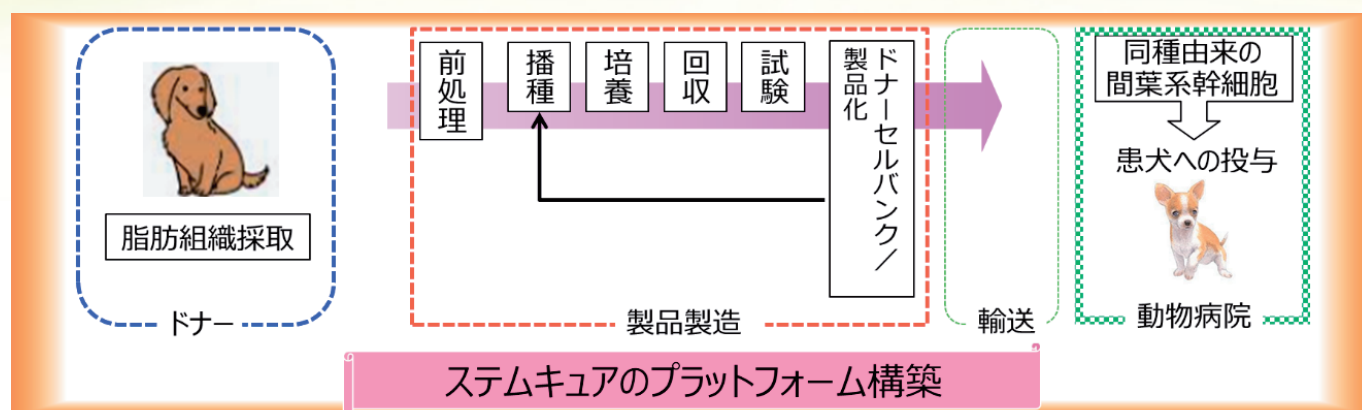 脂肪組織採取
ドナー
前処理
播種
培養
回収
試験
ドナーセルバンク/
製品化
製品製造
輸送
同種由来の
間葉系幹細胞
患犬への投与
動物病院
ステムキュアのプラットフォーム構築